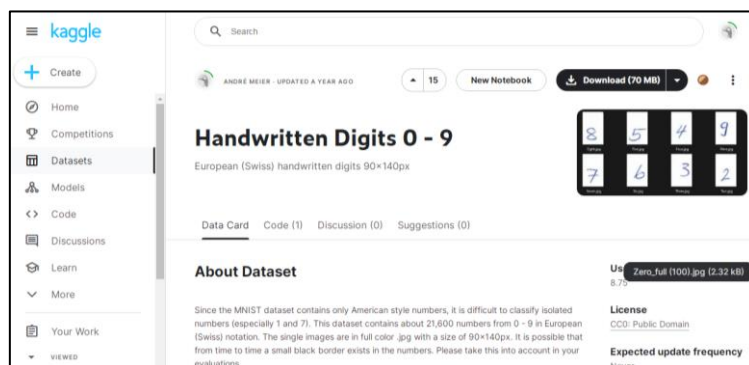 kaggle
Search
Create
ANDRÉ MEIER · UPDATED A YEAR AGO
15
New Notebook
Download (70 MB)
Home
Competitions
Datasets
Models
Code
Discussions
Learn
More
Your Work
VIEWED
Handwritten Digits 0 - 9
European (Swiss) handwritten digits 90x140px
8 5 4 9
7 6 3 2
Data Card Code (1) Discussion (0) Suggestions (0)
About Dataset
Since the MNIST dataset contains only American style numbers, it is difficult to classify isolated
numbers (especially 1 and 7). This dataset contains about 21,600 numbers from 0 - 9 in European
(Swiss) notation. The single images are in full color .jpg with a size of 90x140px. It is possible that
from time to time a small black border exists in the numbers. Please take this into account in your
evaluations
Us
Zero_full (100).jpg (2.32 kB)
8.75
License
CC0: Public Domain
Expected update frequency